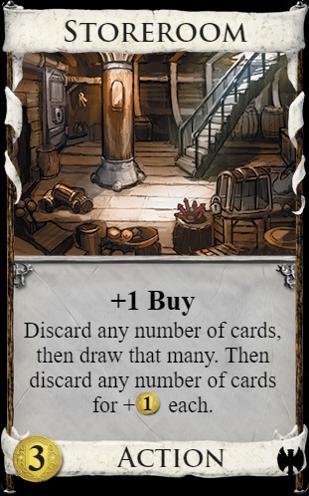 STOREROOM
+1 Buy
Discard any number of cards,
then draw that many. Then
discard any number of cards
for +1 each.
3 ACTION